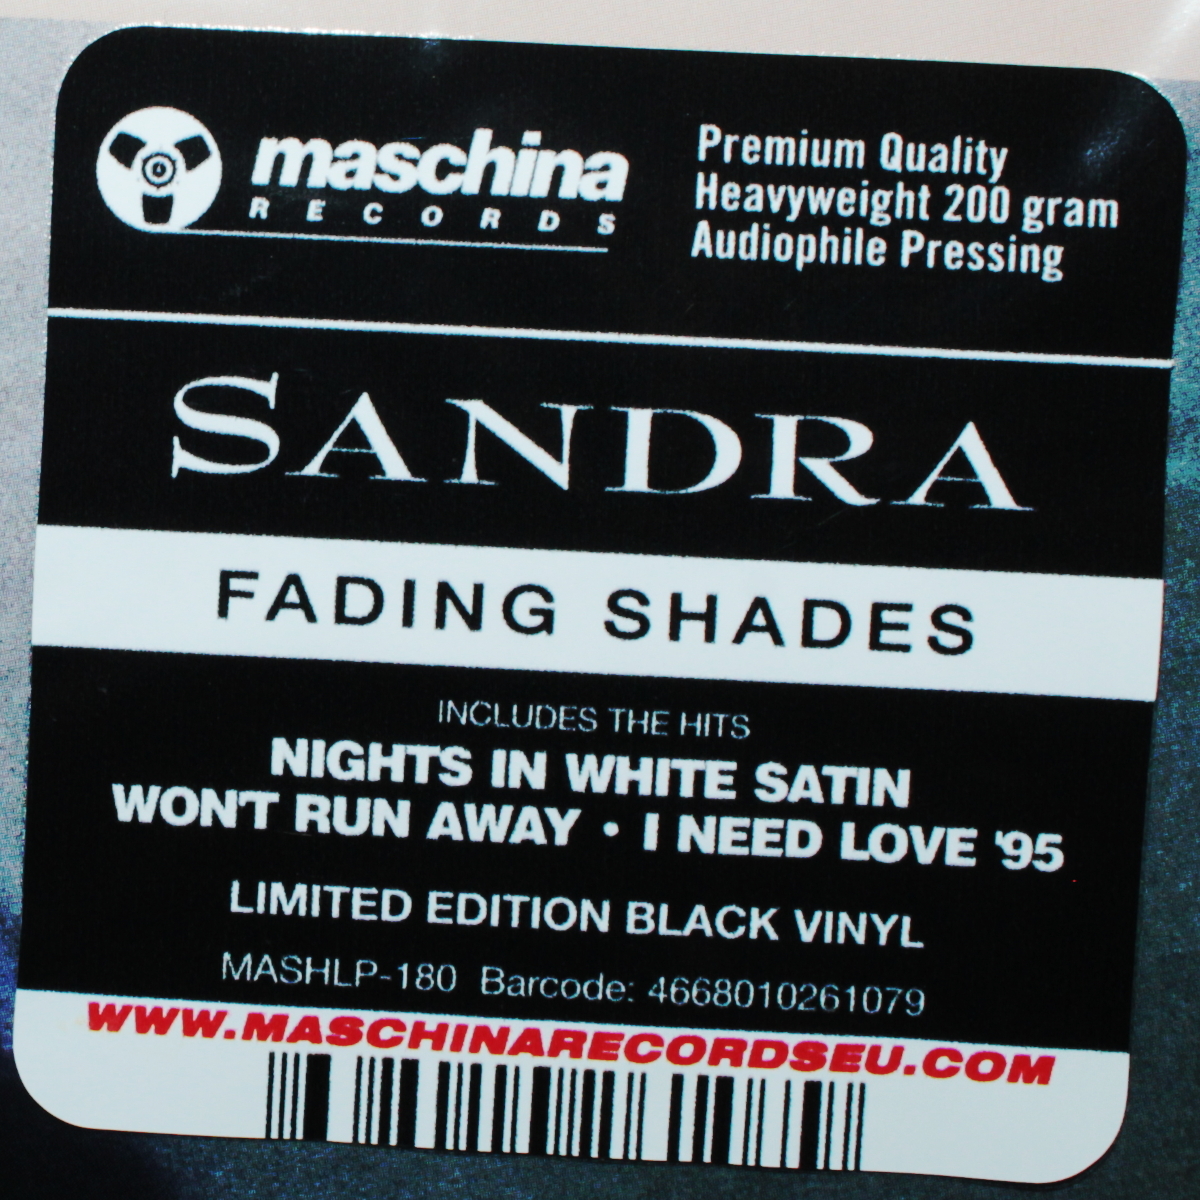 maschina
RECORDS
Premium Quality
Heavyweight 200 gram
Audiophile Pressing
SANDRA
FADING SHADES
INCLUDES THE HITS
NIGHTS IN WHITE SATIN
WON'T RUN AWAY • I NEED LOVE '95
LIMITED EDITION BLACK VINYL
MASHLP-180 Barcode: 4668010261079
WWW.MASCHINARECORDSEU.COM